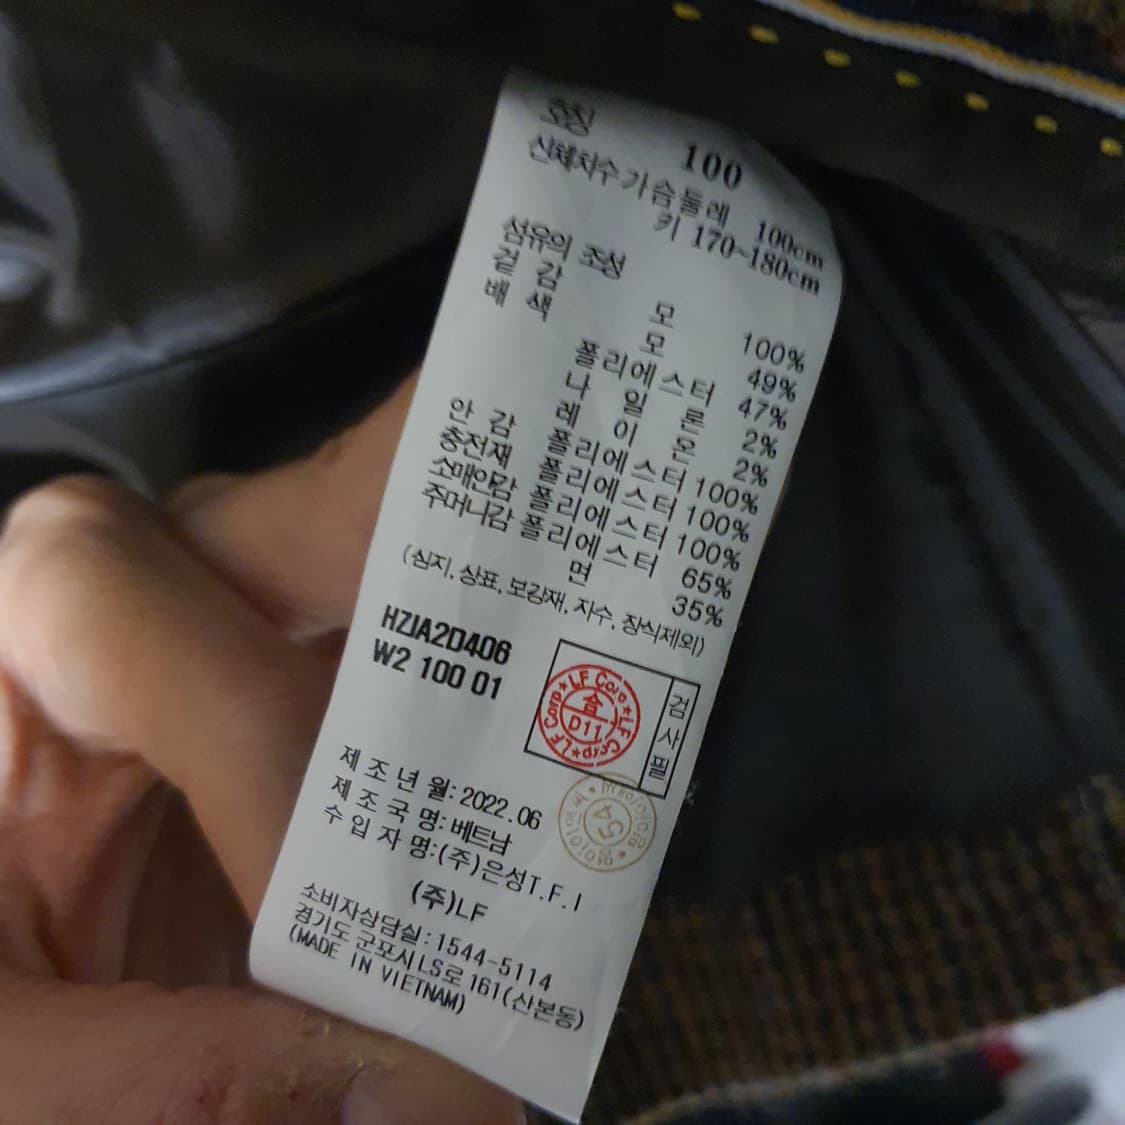 호칭 100
신체치수 가슴둘레 100cm
키 170~180cm
섬유의 조성
겉감 모 100%
배색 모 49%
폴리에스터 47%
나일론 2%
레이온 2%
안감 폴리에스터 100%
충전재 폴리에스터 100%
소매안감 폴리에스터 100%
주머니감 폴리에스터 65%
면 35%
(심지, 상표, 보강재, 자수, 장식제외)
HZJA2D406
W2 100 01
LF Corp ★ LF Corp ★ LF Corp ★
D11
검사필
54
제조년월: 2022.06
제조국명: 베트남
수입자명:(주)은성T.F.I
(주)LF
소비자상담실: 1544-5114
경기도 군포시 LS로 161(산본동)
(MADE IN VIETNAM)